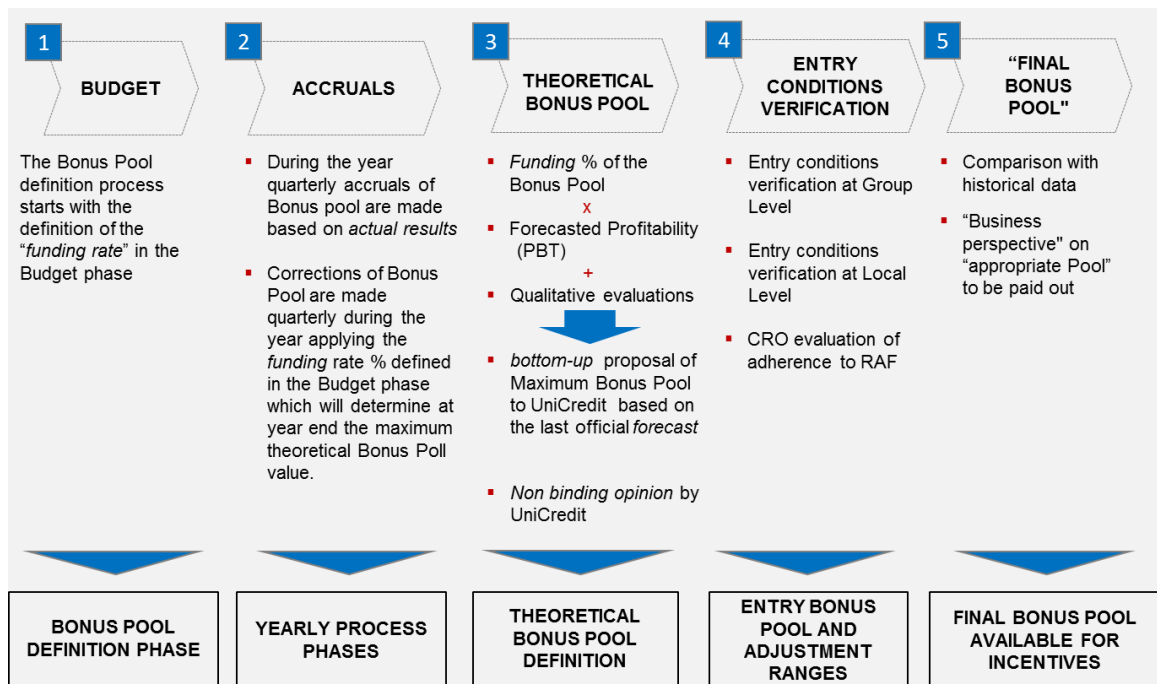 1
BUDGET
The Bonus Pool
definition process
starts with the
definition of the
“funding rate” in the
Budget phase
BONUS POOL
DEFINITION PHASE
2
ACCRUALS
▪ During the year
quarterly accruals of
Bonus pool are made
based on actual results
▪ Corrections of Bonus
Pool are made
quarterly during the
year applying the
funding rate % defined
in the Budget phase
which will determine at
year end the maximum
theoretical Bonus Poll
value.
YEARLY PROCESS
PHASES
3
THEORETICAL
BONUS POOL
▪ Funding % of the
Bonus Pool
x
▪ Forecasted Profitability
(PBT)
+
▪ Qualitative evaluations
▪ bottom-up proposal of
Maximum Bonus Pool
to UniCredit based on
the last official forecast
▪ Non binding opinion by
UniCredit
THEORETICAL
BONUS POOL
DEFINITION
4
ENTRY
CONDITIONS
VERIFICATION
▪ Entry conditions
verification at Group
Level
▪ Entry conditions
verification at Local
Level
▪ CRO evaluation of
adherence to RAF
ENTRY BONUS
POOL AND
ADJUSTMENT
RANGES
5
“FINAL
BONUS
POOL"
▪ Comparison with
historical data
▪ “Business
perspective" on
“appropriate Pool”
to be paid out
FINAL BONUS POOL
AVAILABLE FOR
INCENTIVES